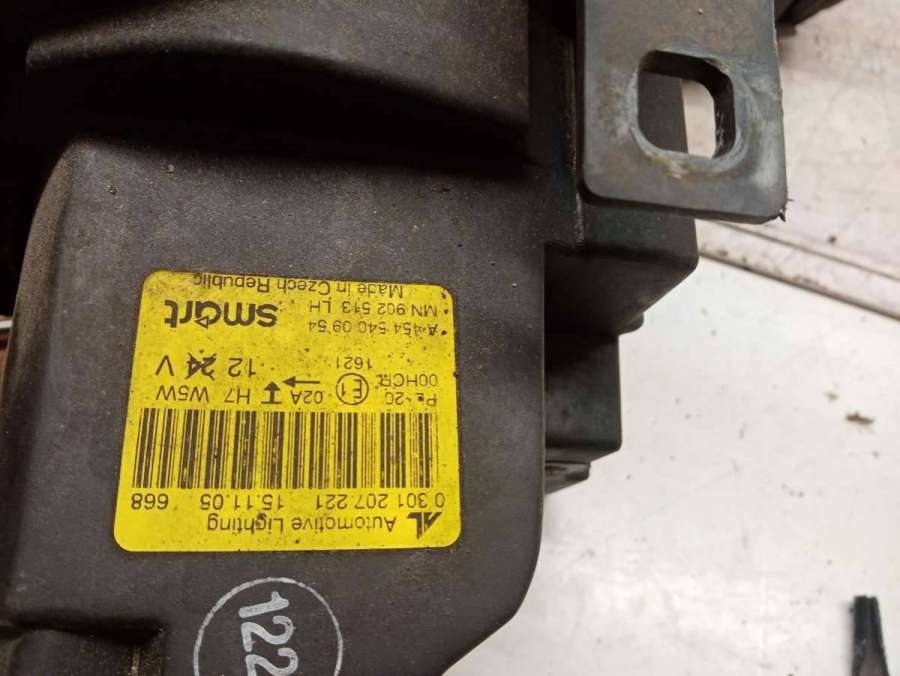 AL Automotive Lighting
0 301 207 221 15.11.05 668
02A H7 W5W
00HCR E1
1621 12 24 V
A 454 540 09 54
MN 902 513 LH smart
Made in Czech Republic
122